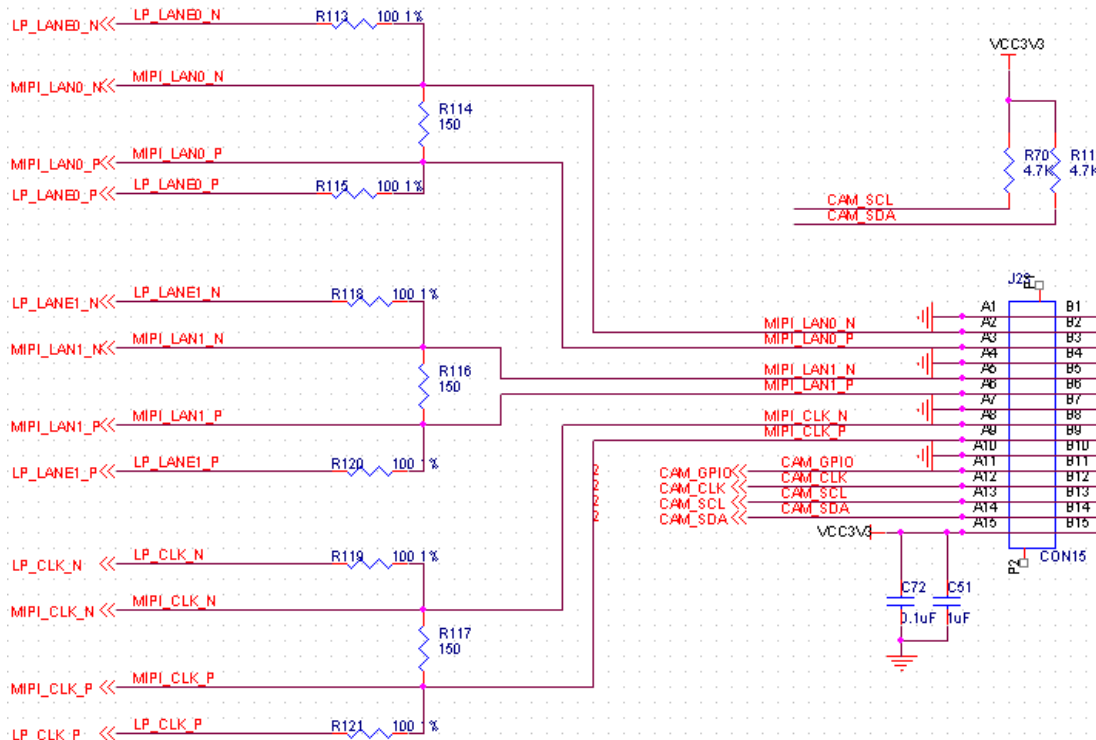 LP_LANE0_N LP_LANE0_N R113 100 1%
MIPI_LAN0_N MIPI_LAN0_N
R114
150
MIPI_LAN0_P MIPI_LAN0_P
LP_LANE0_P LP_LANE0_P R115 100 1%
VCC3V3
R70 R11
4.7K 4.7K
CAM_SCL
CAM_SDA
LP_LANE1_N LP_LANE1_N R118 100 1%
MIPI_LAN1_N MIPI_LAN1_N
R116
150
MIPI_LAN1_P MIPI_LAN1_P
LP_LANE1_P LP_LANE1_P R120 100 1%
LP_CLK_N LP_CLK_N R119 100 1%
MIPI_CLK_N MIPI_CLK_N
R117
150
MIPI_CLK_P MIPI_CLK_P
LP_CLK_P LP_CLK_P R121 100 1%
A1 B1
MIPI_LAN0_N A2 B2
MIPI_LAN0_P A3 B3
A4 B4
MIPI_LAN1_N A5 B5
MIPI_LAN1_P A6 B6
A7 B7
MIPI_CLK_N A8 B8
MIPI_CLK_P A9 B9
A10 B10
2 CAM_GPIO CAM_GPIO A11 B11
2 CAM_CLK CAM_CLK A12 B12
2 CAM_SCL CAM_SCL A13 B13
2 CAM_SDA CAM_SDA A14 B14
VCC3V3 A15 B15
P2 CON15
C72 C51
0.1uF 1uF